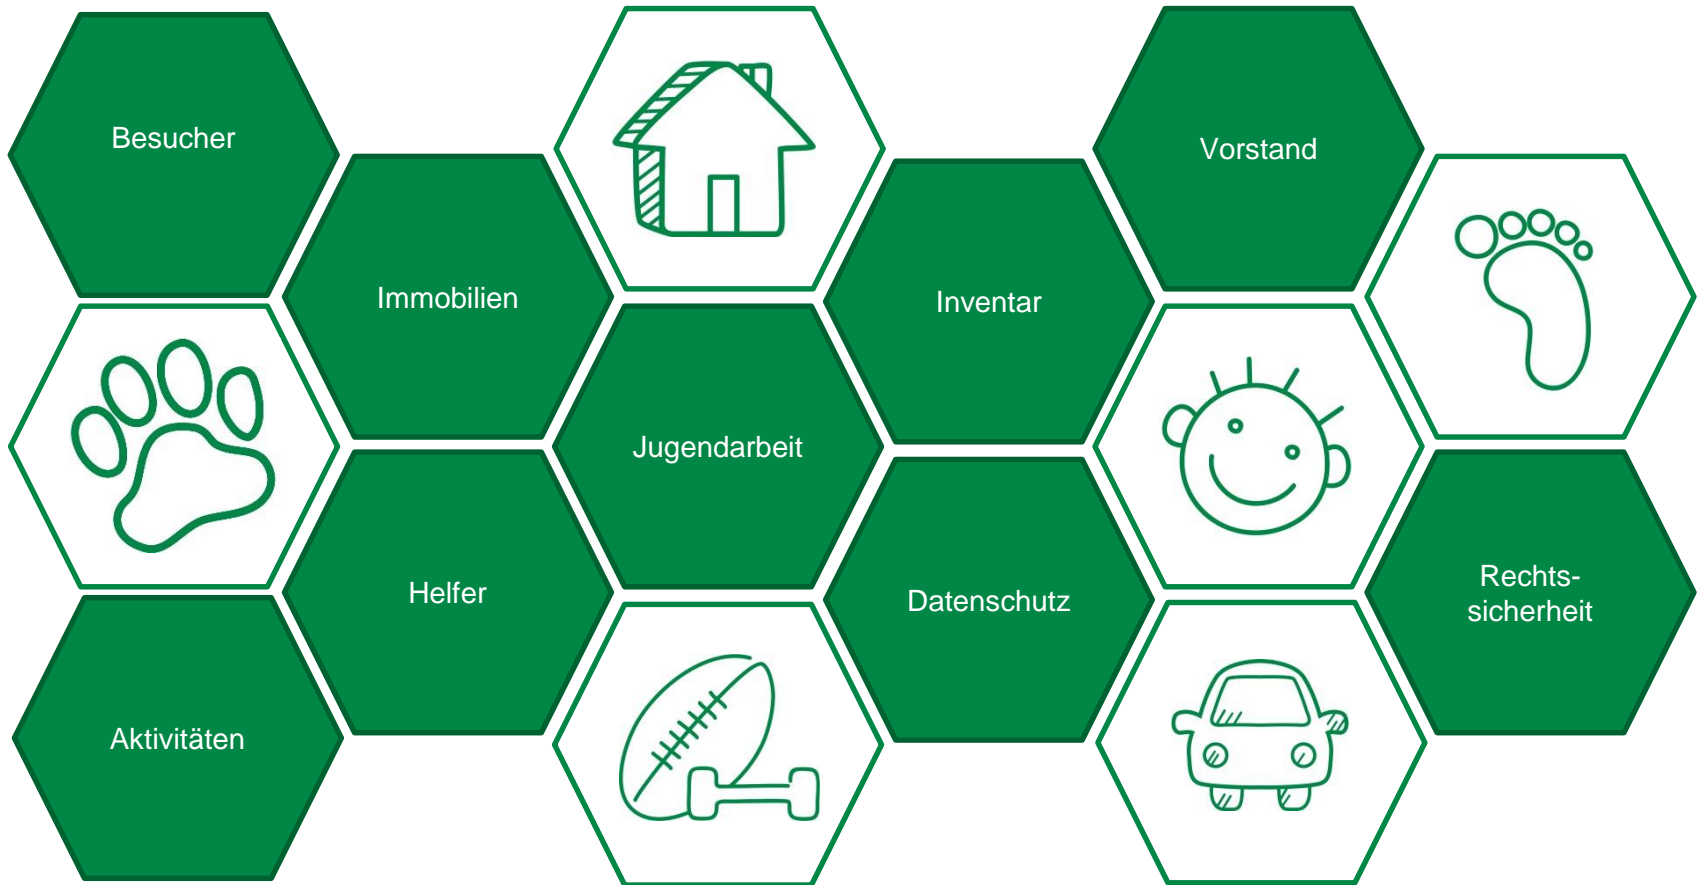 Besucher
Vorstand
Immobilien
Inventar
Jugendarbeit
Helfer
Datenschutz
Rechts-
sicherheit
Aktivitäten